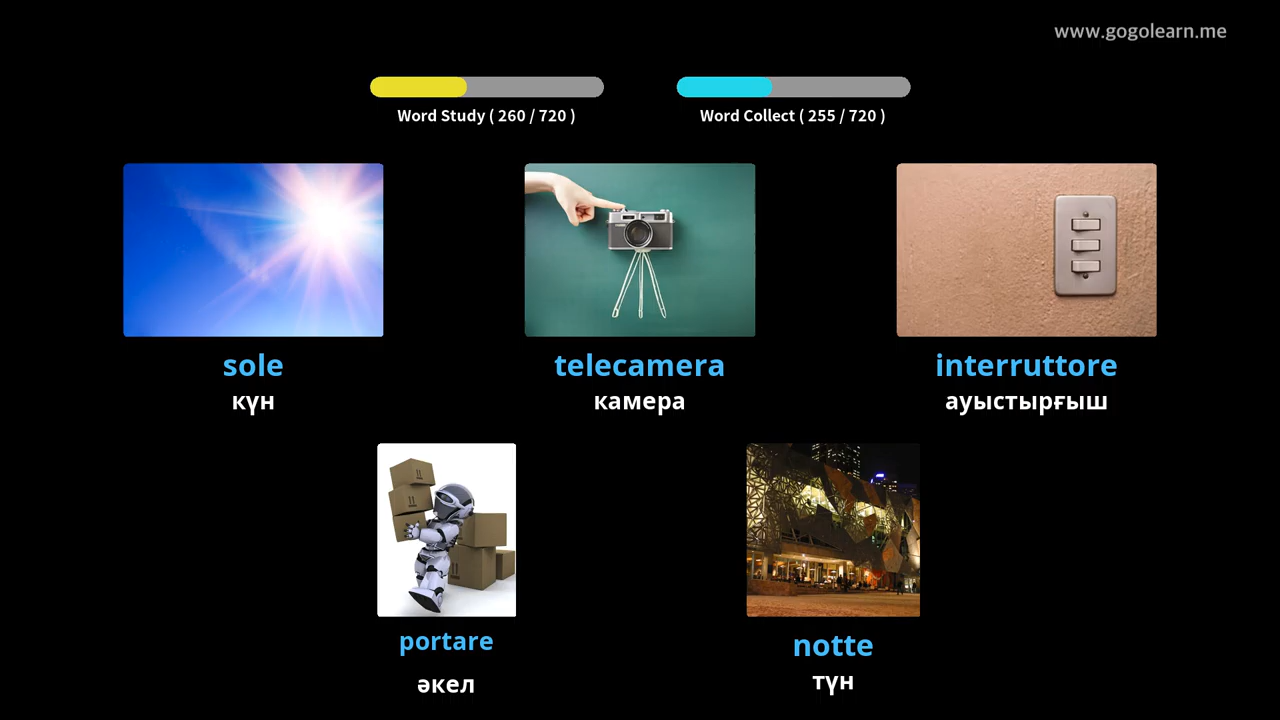 www.gogolearn.me
Word Study ( 260 / 720 )
Word Collect ( 255 / 720 )
sole
telecamera
interruttore
күн
камера
ауыстырғыш
portare
notte
әкел
түн